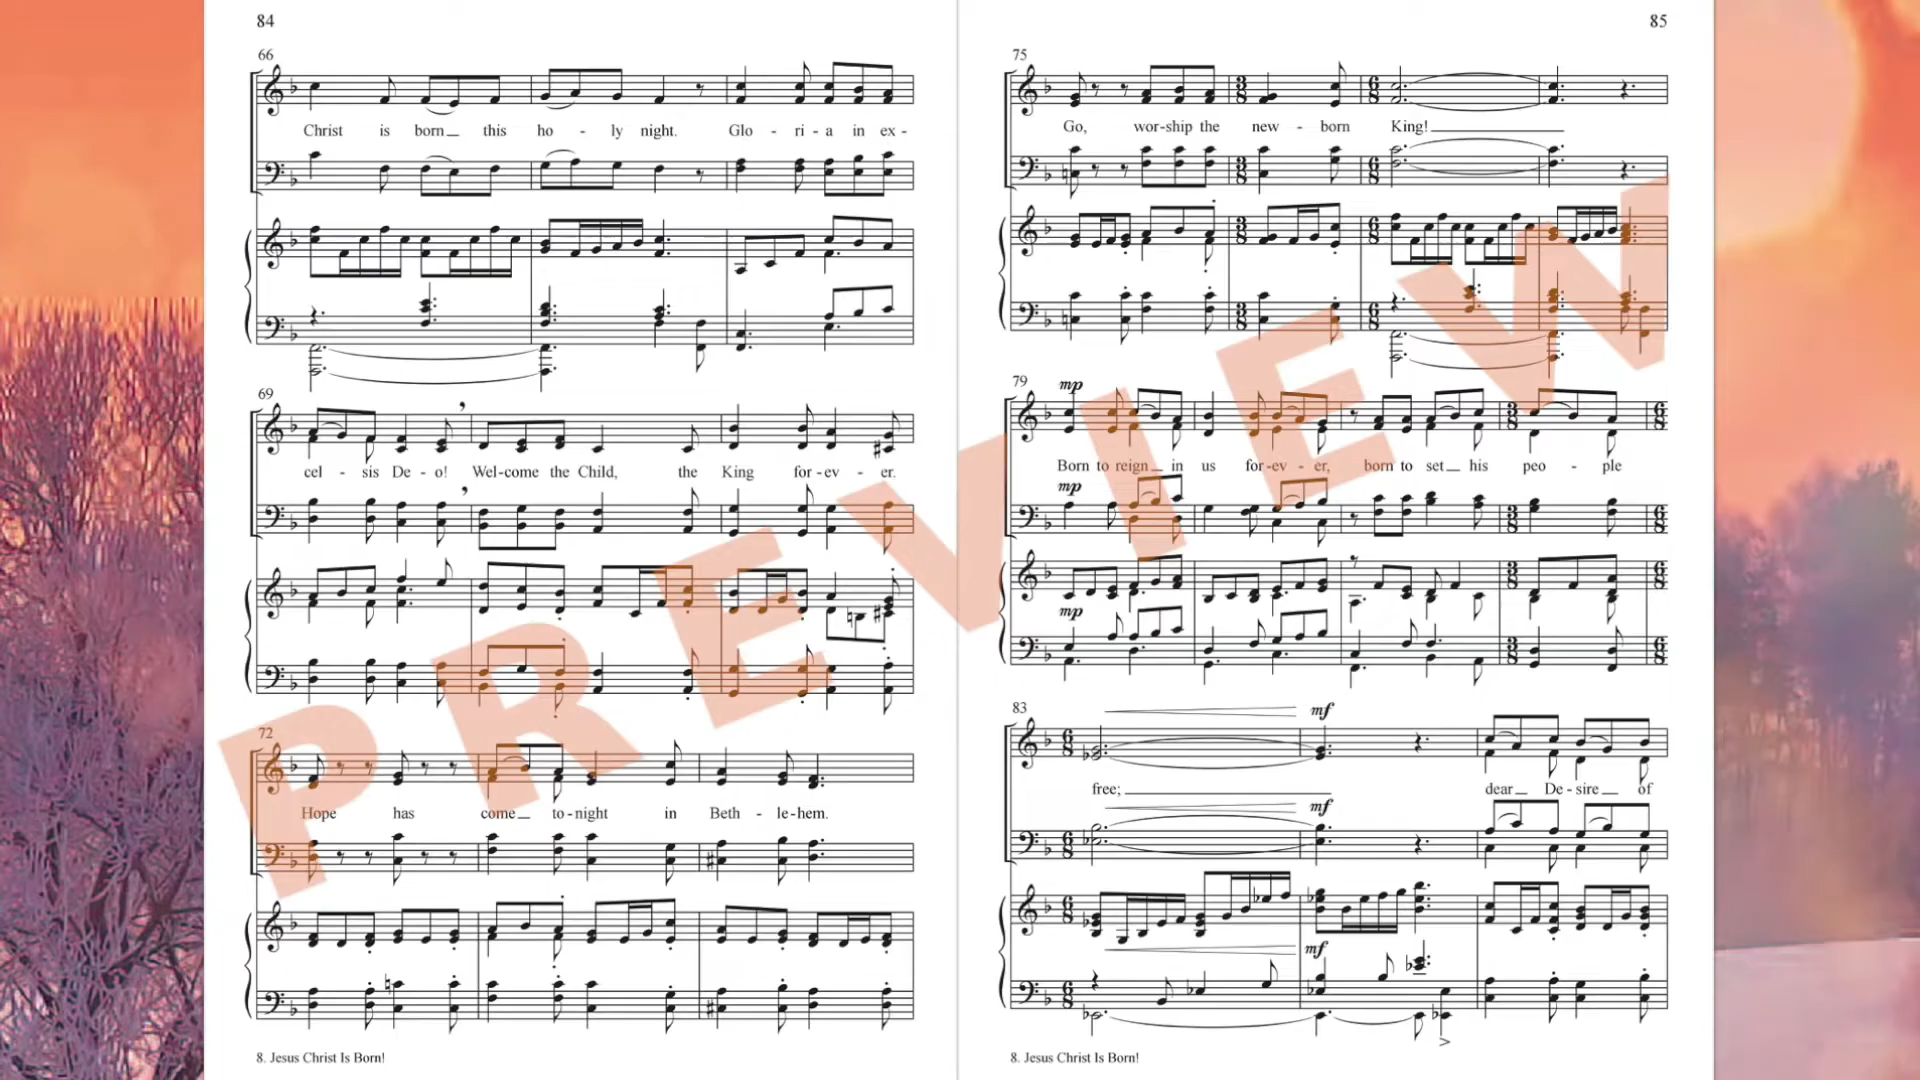 84
66
Christ is born this ho - ly night. Glo - ri - a in ex -
69
cel - sis De - o! Wel - come the Child, the King for - ev - er.
72
Hope has come to - night in Beth - le - hem.
8. Jesus Christ Is Born!
85
75
Go, wor - ship the new - born King!
79
mp
Born to reign in us for - ev - er, born to set his peo - ple
mp
mp
83
mf
free; dear De - sire of
mf
mf
8. Jesus Christ Is Born!
PREVIEW